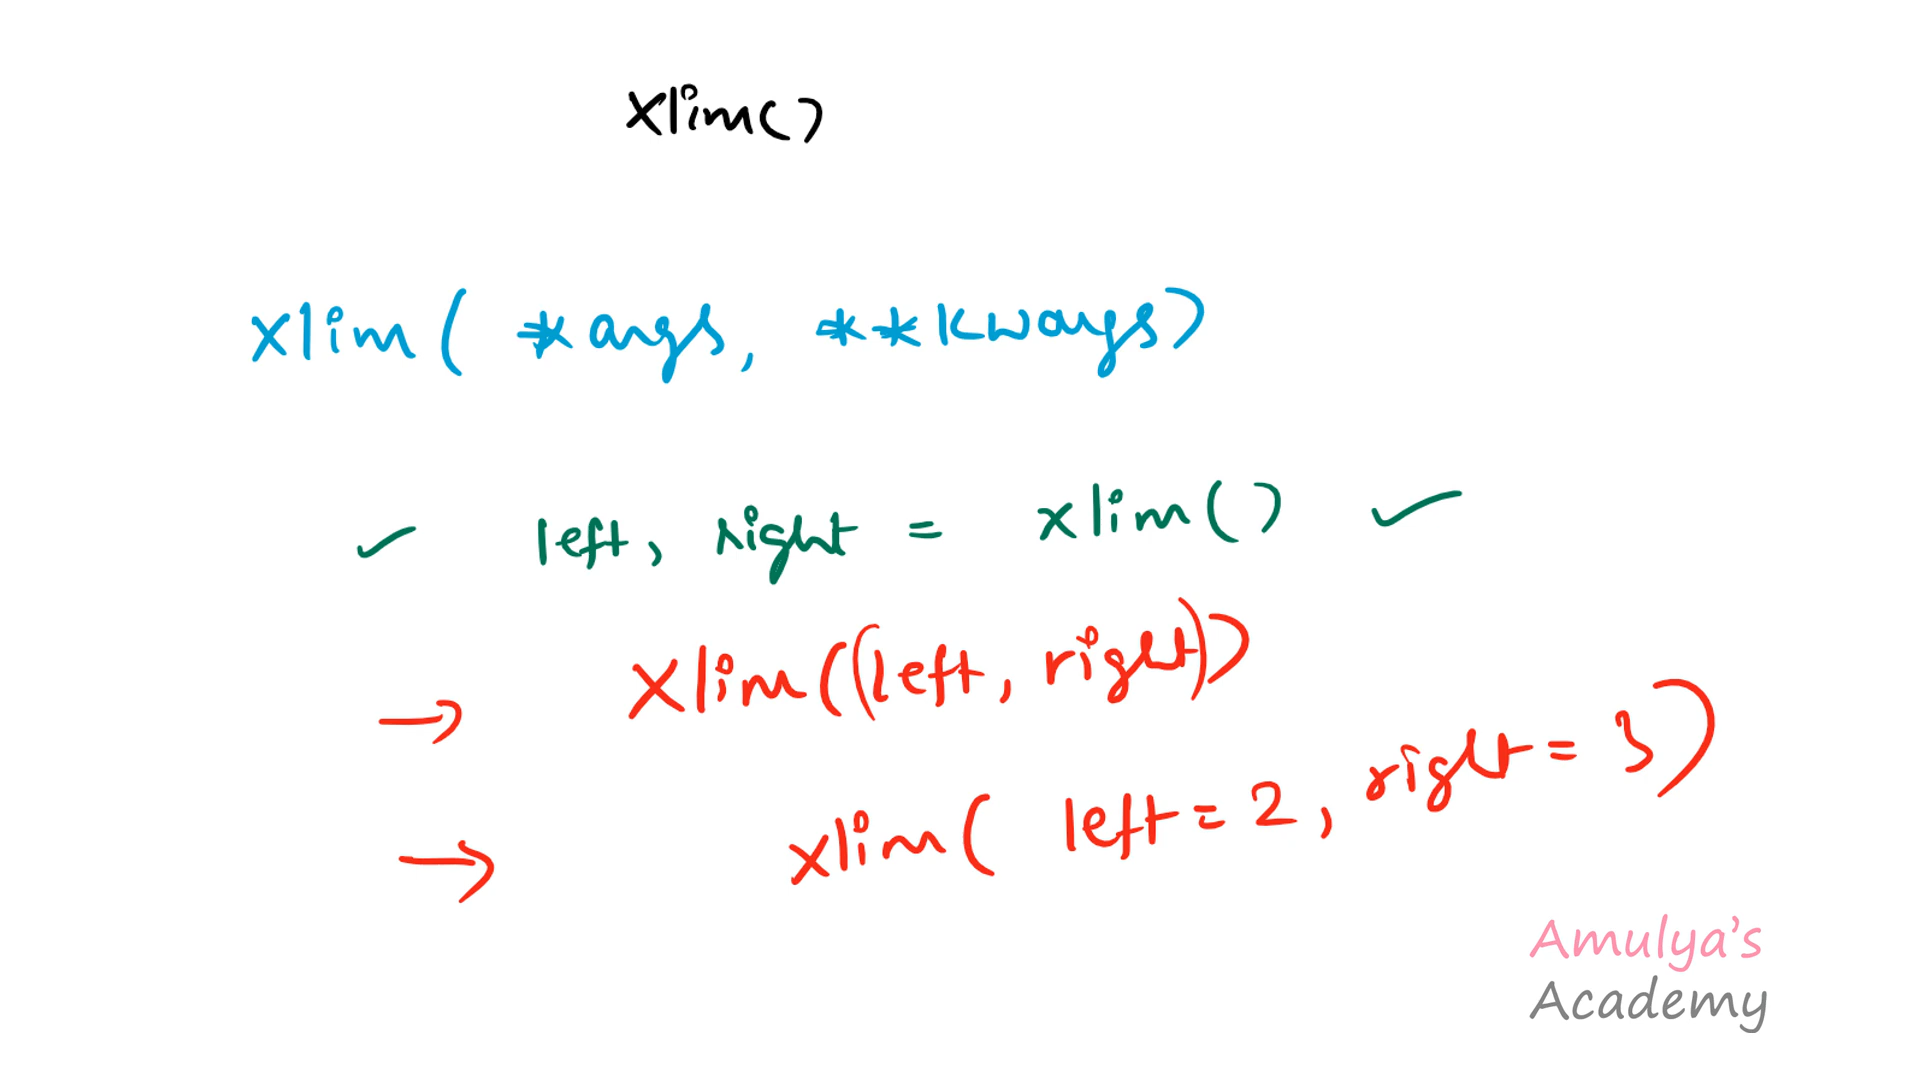 xlim()
xlim( *args, **kwargs)
left, right = xlim()
xlim((left, right))
xlim( left=2, right=3)
Amulya's
Academy